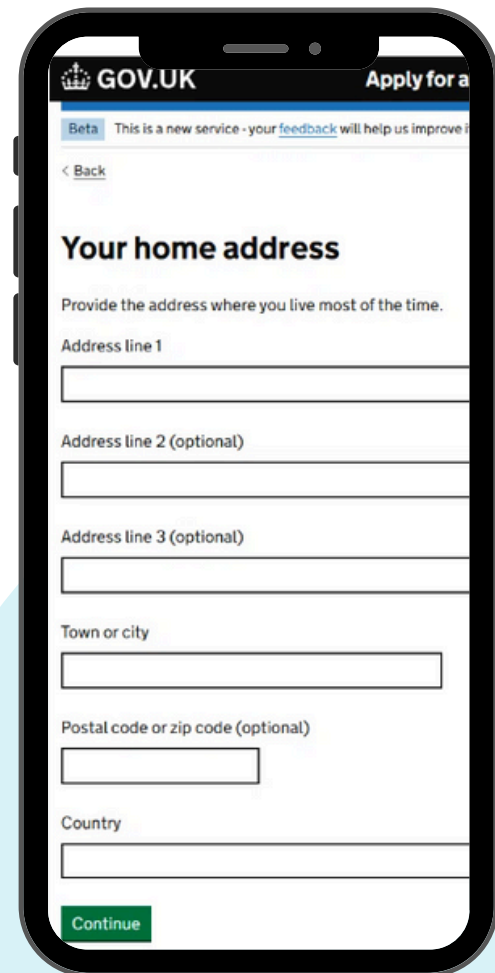 GOV.UK Apply for a
Beta This is a new service - your feedback will help us improve i
< Back
Your home address
Provide the address where you live most of the time.
Address line 1
Address line 2 (optional)
Address line 3 (optional)
Town or city
Postal code or zip code (optional)
Country
Continue